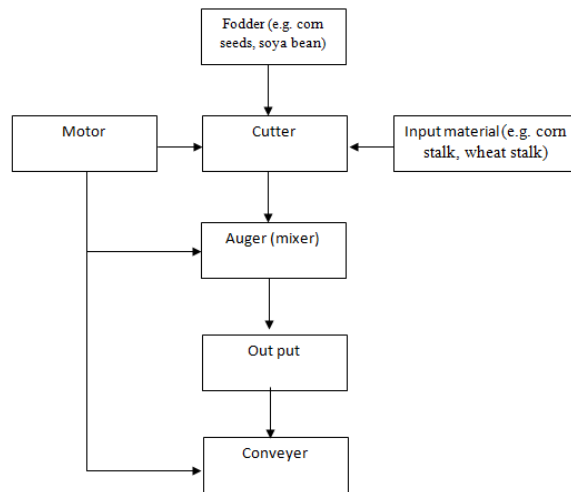 Fodder (e.g. corn
seeds, soya bean)
Motor
Cutter
Input material(e.g. corn
stalk, wheat stalk)
Auger (mixer)
Out put
Conveyer